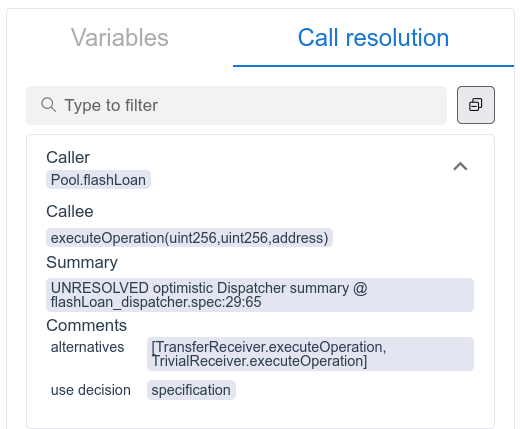 Variables
Call resolution
Type to filter
Caller
Pool.flashLoan
Callee
executeOperation(uint256,uint256,address)
Summary
UNRESOLVED optimistic Dispatcher summary @
flashLoan_dispatcher.spec:29:65
Comments
alternatives
[TransferReceiver.executeOperation,
TrivialReceiver.executeOperation]
use decision
specification